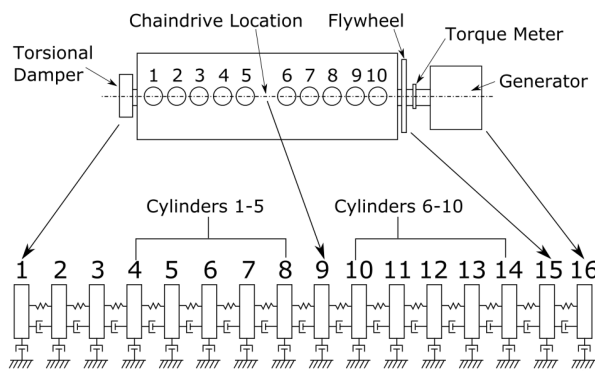 Chaindrive Location
Flywheel
Torque Meter
Torsional
Damper
Generator
1 2 3 4 5 6 7 8 9 10
Cylinders 1-5
Cylinders 6-10
1 2 3 4 5 6 7 8 9 10 11 12 13 14 15 16